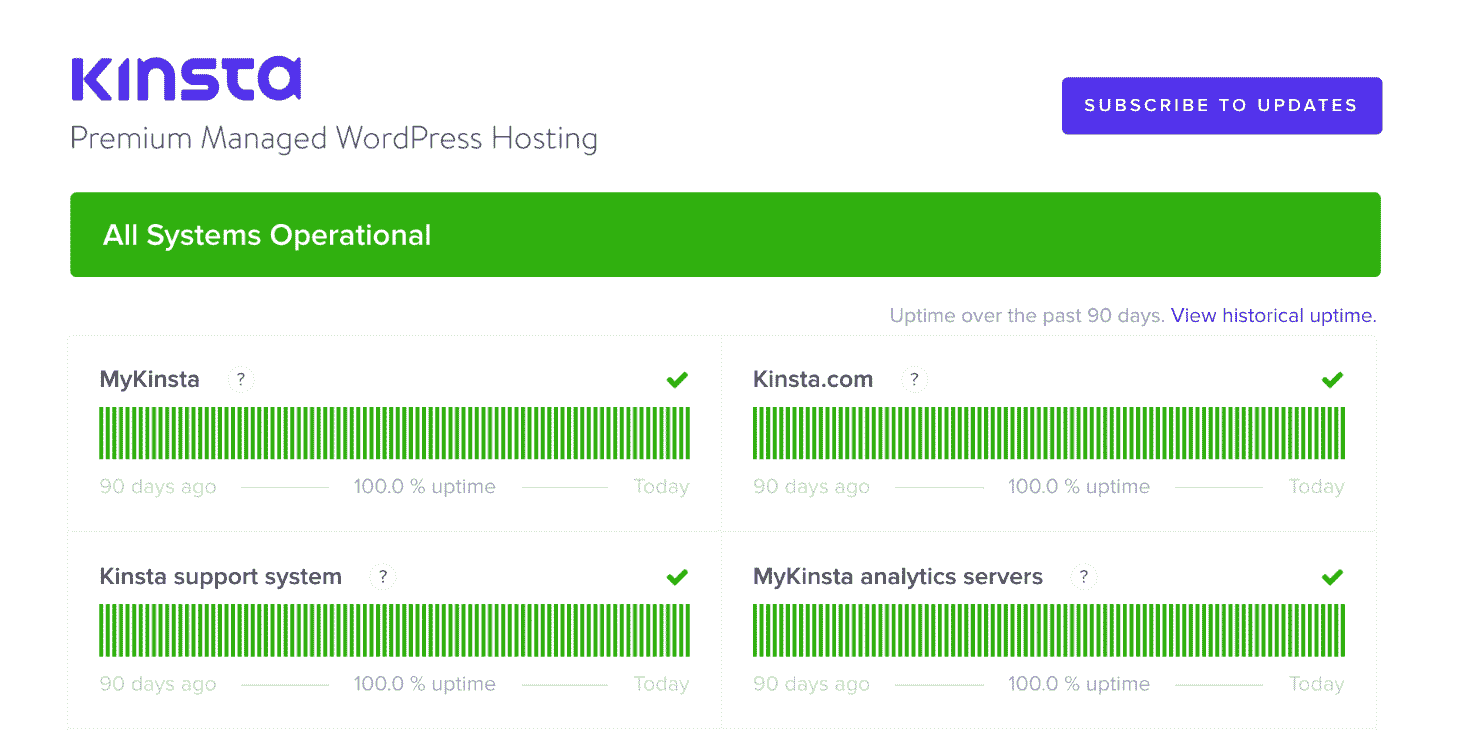 Kinsta
Premium Managed WordPress Hosting
SUBSCRIBE TO UPDATES
All Systems Operational
Uptime over the past 90 days. View historical uptime.
MyKinsta ?
90 days ago 100.0 % uptime Today
Kinsta.com ?
90 days ago 100.0 % uptime Today
Kinsta support system ?
90 days ago 100.0 % uptime Today
MyKinsta analytics servers ?
90 days ago 100.0 % uptime Today